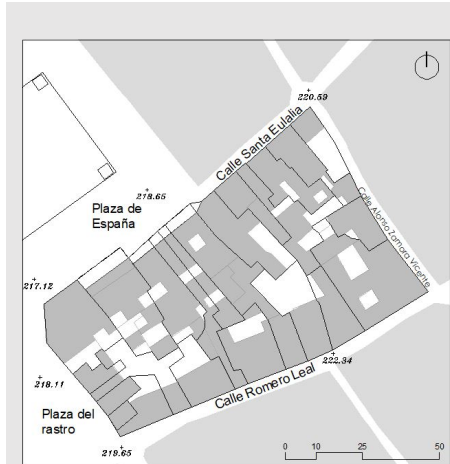 220.59
Calle Santa Eulalia
218.65
Plaza de
España
Calle Alonso Zamora Vicente
217.12
222.34
218.11
Calle Romero Leal
Plaza del
rastro
219.65
0 10 25 50